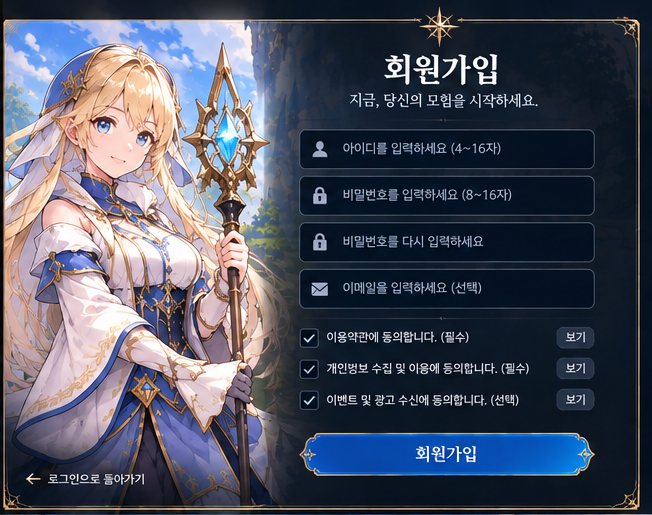 회원가입
지금, 당신의 모험을 시작하세요.
아이디를 입력하세요 (4~16자)
비밀번호를 입력하세요 (8~16자)
비밀번호를 다시 입력하세요
이메일을 입력하세요 (선택)
이용약관에 동의합니다. (필수)
보기
개인정보 수집 및 이용에 동의합니다. (필수)
보기
이벤트 및 광고 수신에 동의합니다. (선택)
보기
회원가입
← 로그인으로 돌아가기